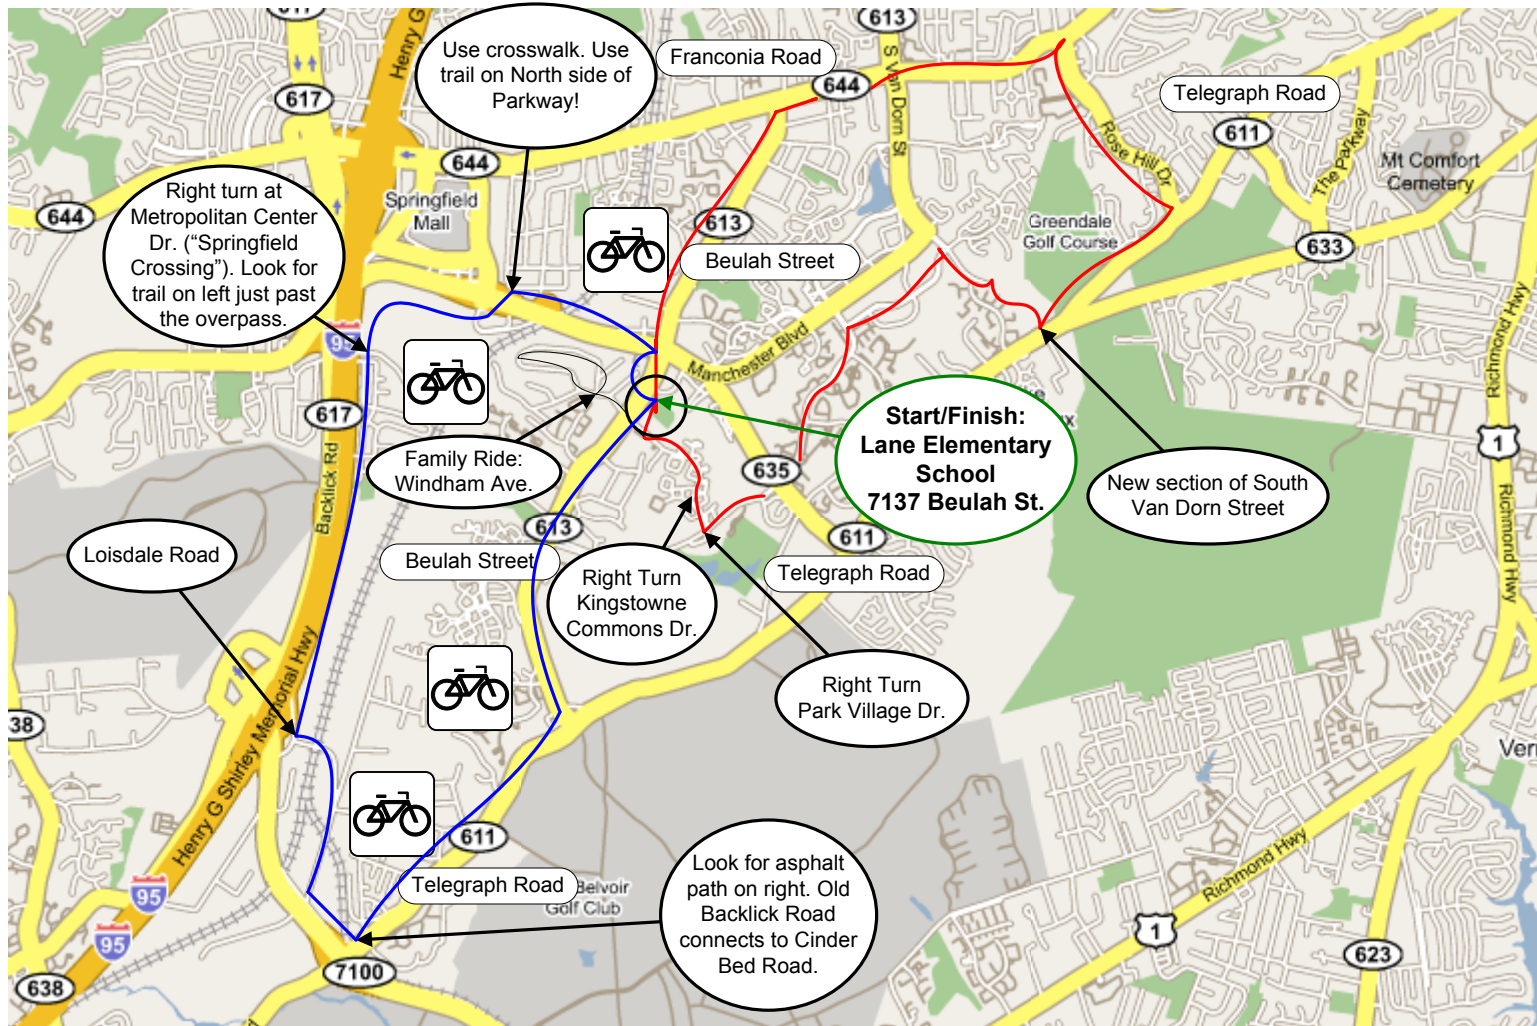 617
Henry G
Use crosswalk. Use
trail on North side of
Parkway!
Franconia Road
613
S Van Dorn St
644
Telegraph Road
617
611
Rose Hill Dr
The Parkway
Mt Comfort
Cemetery
644
Springfield
Mall
644
Right turn at
Metropolitan Center
Dr. (“Springfield
Crossing”). Look for
trail on left just past
the overpass.
613
Greendale
Golf Course
633
Beulah Street
95
Manchester Blvd
Richmond Hwy
617
Backlick Rd
Start/Finish:
Lane Elementary
School
7137 Beulah St.
1
Family Ride:
Windham Ave.
635
New section of South
Van Dorn Street
Richmond Hwy
613
611
Loisdale Road
Beulah Street
Right Turn
Kingstowne
Commons Dr.
Telegraph Road
Right Turn
Park Village Dr.
38
Henry G Shirley Memorial Hwy
Ver
611
Look for asphalt
path on right. Old
Backlick Road
connects to Cinder
Bed Road.
Telegraph Road
Belvoir
Golf Club
Richmond Hwy
95
95
1
7100
623
638